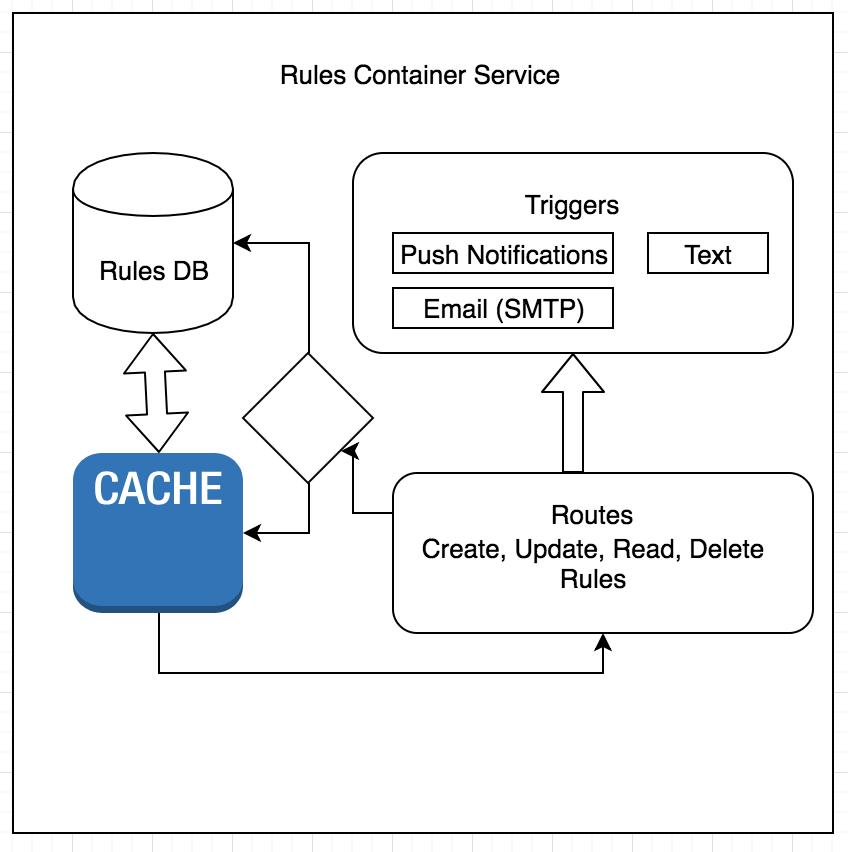 Rules Container Service
Rules DB
Triggers
Push Notifications
Text
Email (SMTP)
CACHE
Routes
Create, Update, Read, Delete
Rules